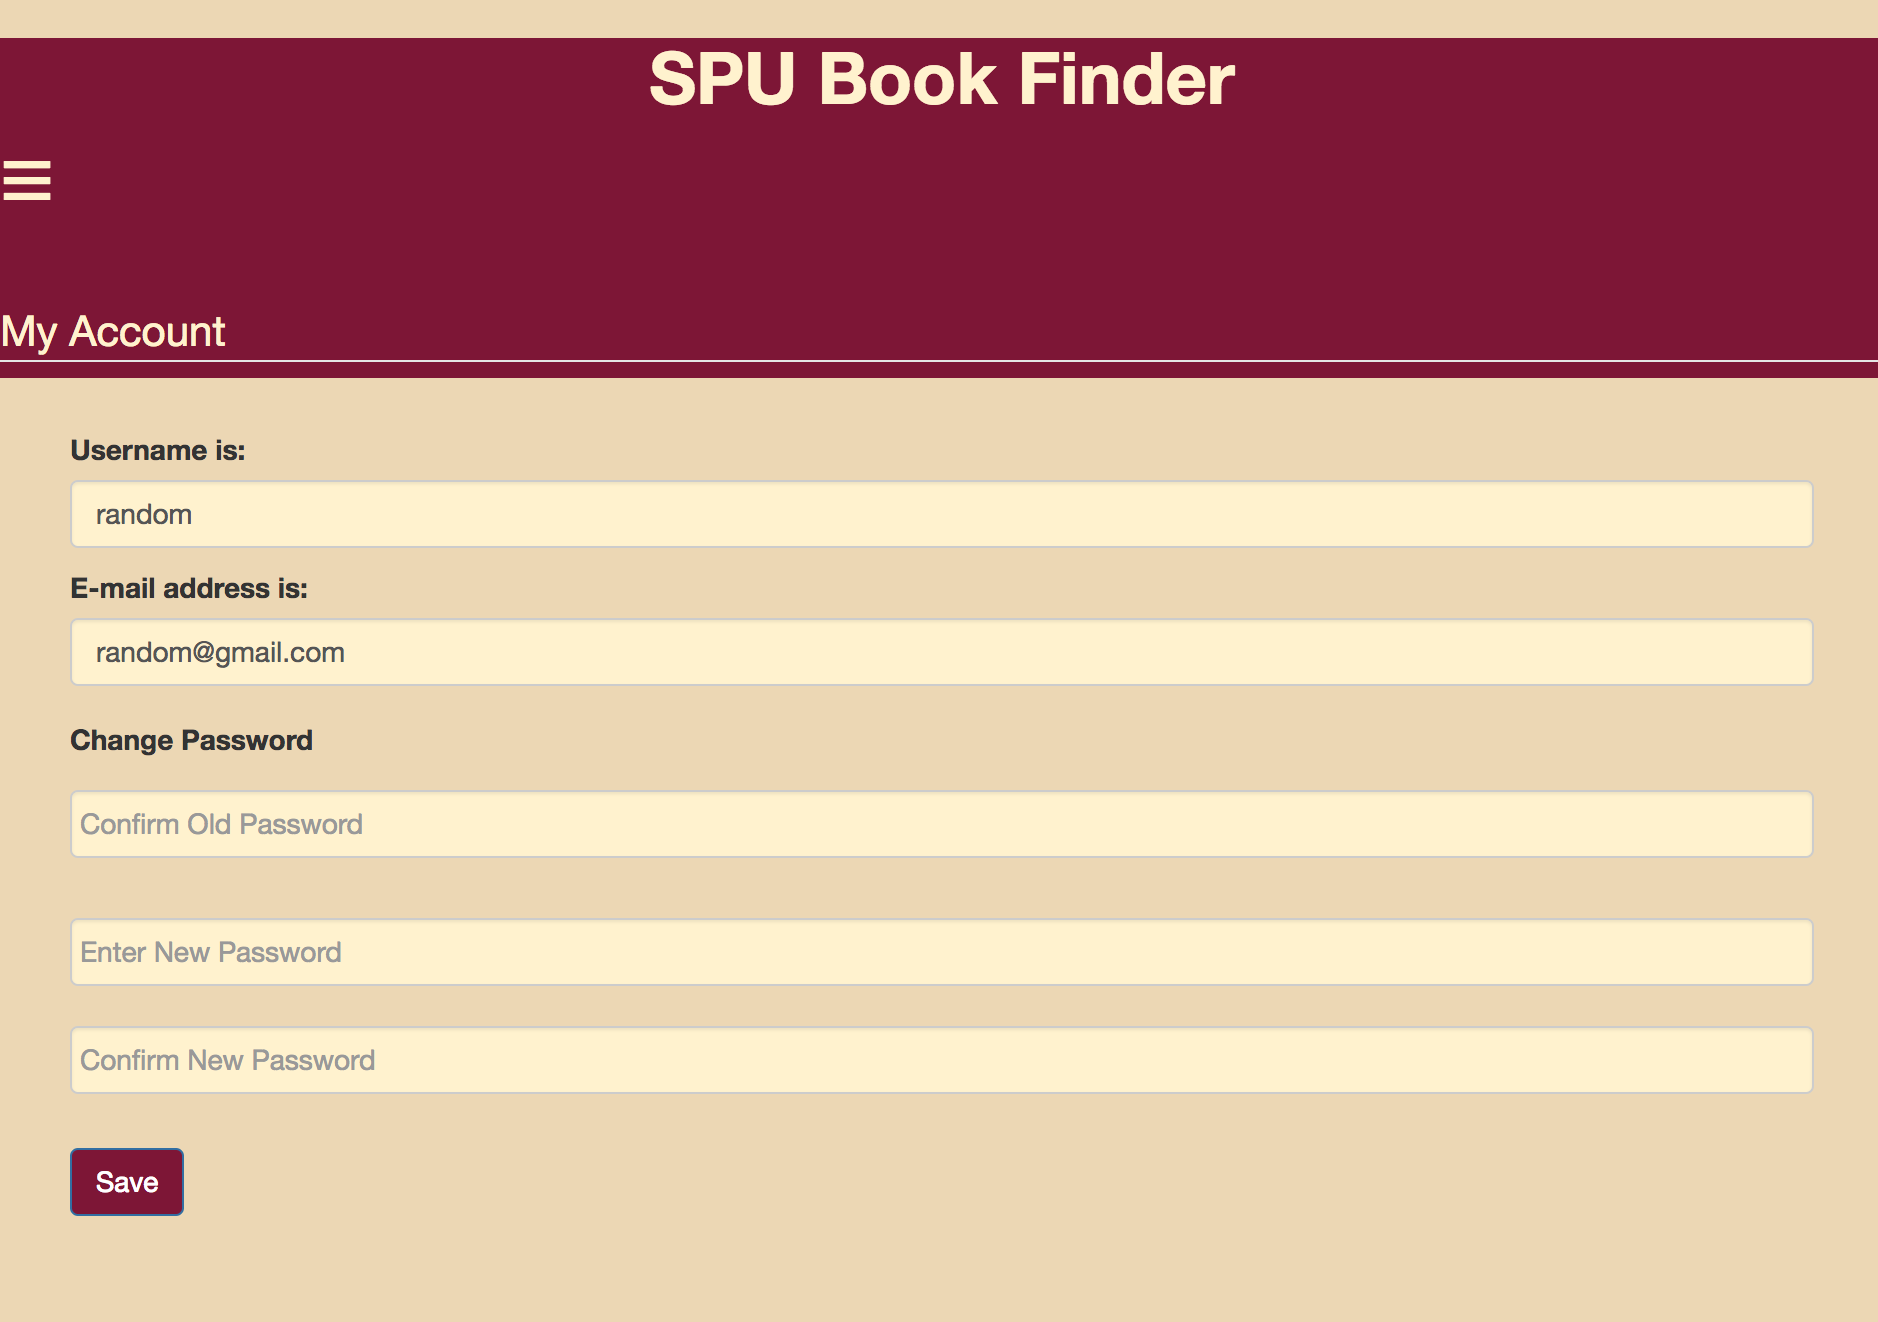 SPU Book Finder
My Account
Username is:
random
E-mail address is:
random@gmail.com
Change Password
Confirm Old Password
Enter New Password
Confirm New Password
Save